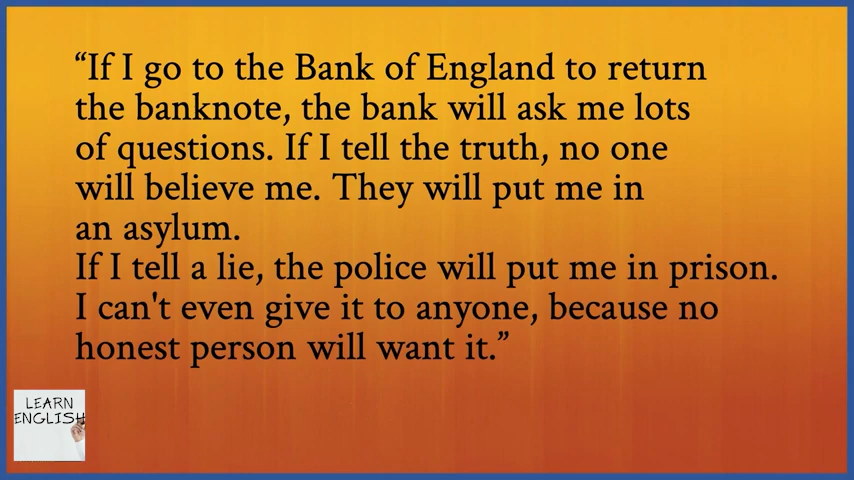 “If I go to the Bank of England to return
the banknote, the bank will ask me lots
of questions. If I tell the truth, no one
will believe me. They will put me in
an asylum.
If I tell a lie, the police will put me in prison.
I can't even give it to anyone, because no
honest person will want it.”
LEARN
ENGLISH